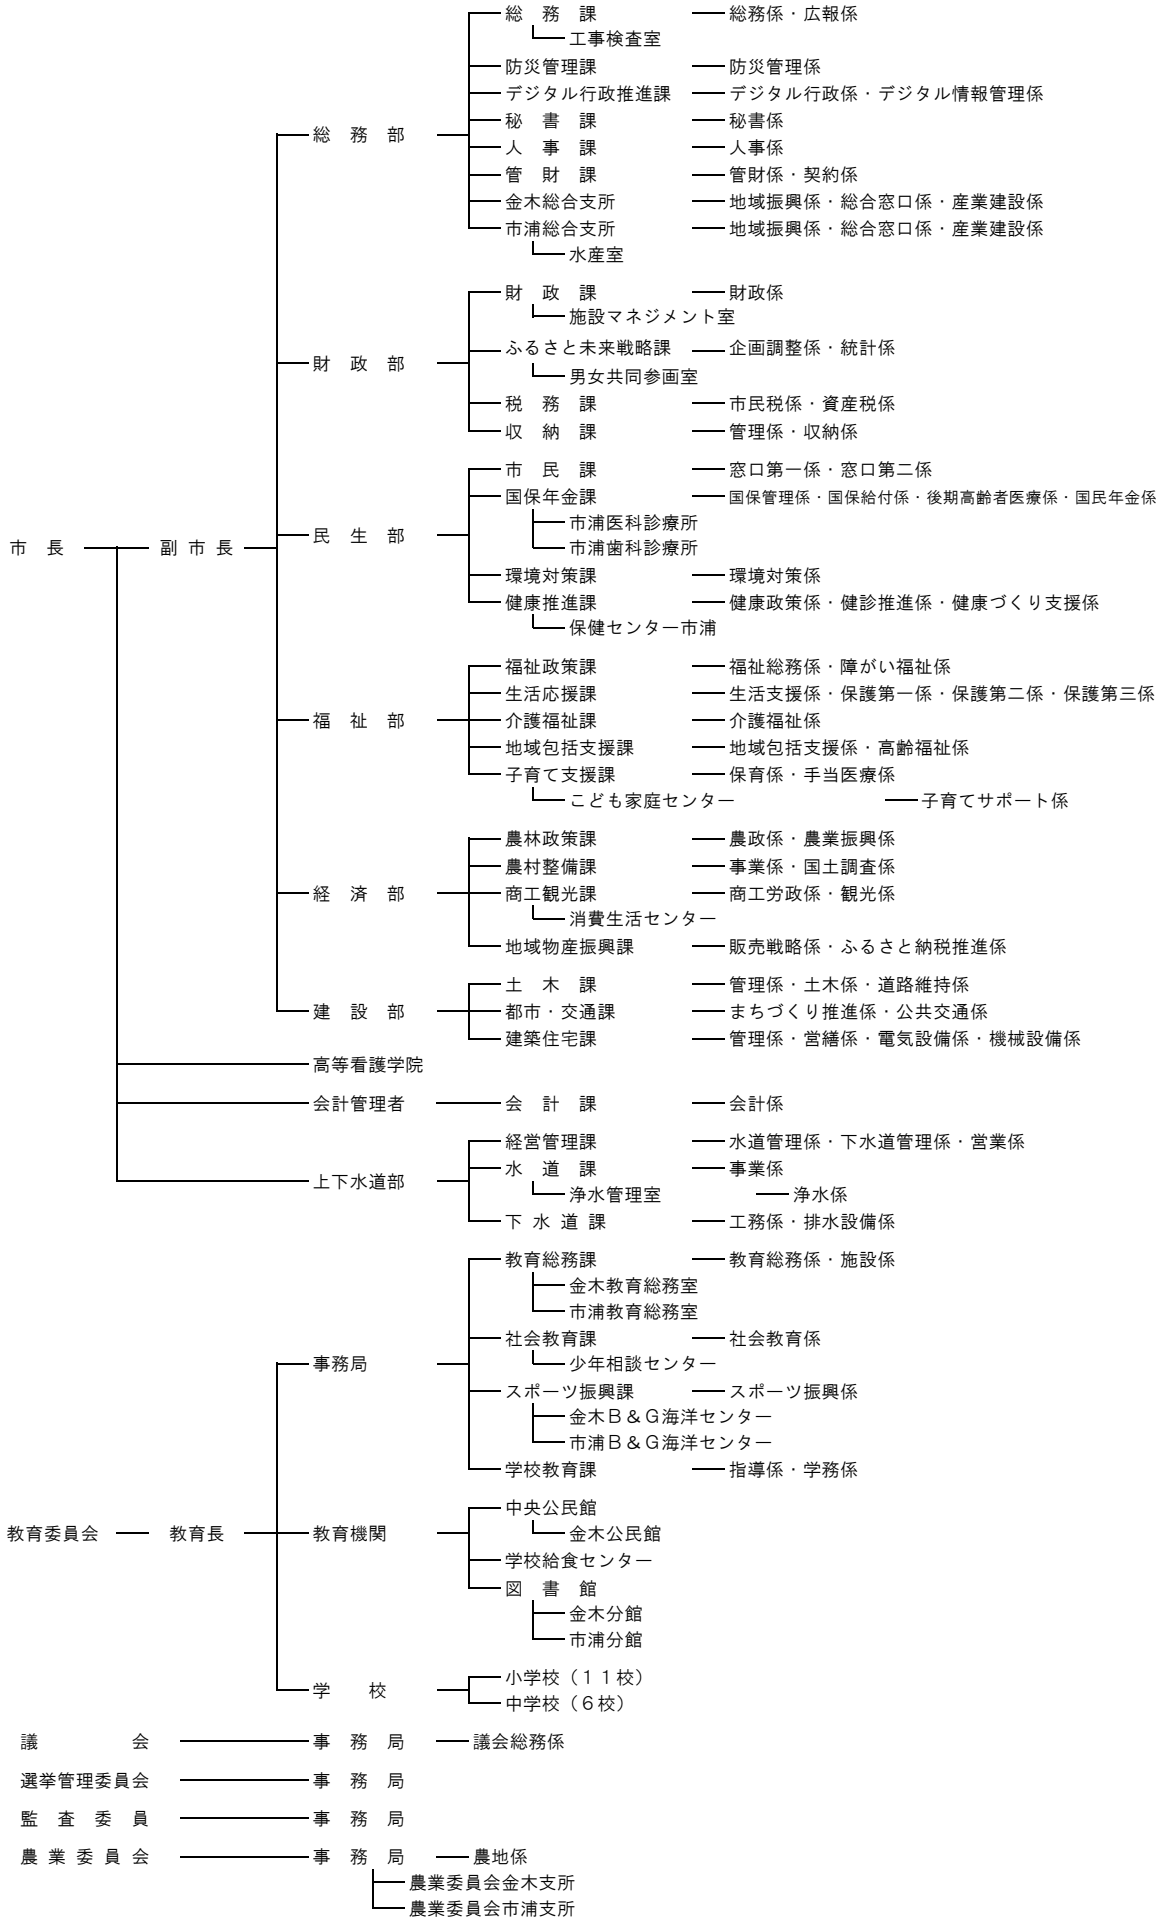 総務課 総務係・広報係
工事検査室
防災管理課 防災管理係
デジタル行政推進課 デジタル行政係・デジタル情報管理係
秘書課 秘書係
総務部 人事課 人事係
管財課 管財係・契約係
金木総合支所 地域振興係・総合窓口係・産業建設係
市浦総合支所 地域振興係・総合窓口係・産業建設係
水産室
財政課 財政係
施設マネジメント室
ふるさと未来戦略課 企画調整係・統計係
財政部
男女共同参画室
税務課 市民税係・資産税係
収納課 管理係・収納係
市民課 窓口第一係・窓口第二係
国保年金課 国保管理係・国保給付係・後期高齢者医療係・国民年金係
市浦医科診療所
民生部
市長 副市長 市浦歯科診療所
環境対策課 環境対策係
健康推進課 健康政策係・健診推進係・健康づくり支援係
保健センター市浦
福祉政策課 福祉総務係・障がい福祉係
生活応援課 生活支援係・保護第一係・保護第二係・保護第三係
福祉部 介護福祉課 介護福祉係
地域包括支援課 地域包括支援係・高齢福祉係
子育て支援課 保育係・手当医療係
こども家庭センター 子育てサポート係
農林政策課 農政係・農業振興係
農村整備課 事業係・国土調査係
経済部 商工観光課 商工労政係・観光係
消費生活センター
地域物産振興課 販売戦略係・ふるさと納税推進係
土木課 管理係・土木係・道路維持係
建設部 都市・交通課 まちづくり推進係・公共交通係
建築住宅課 管理係・営繕係・電気設備係・機械設備係
高等看護学院
会計管理者 会計課 会計係
経営管理課 水道管理係・下水道管理係・営業係
水道課 事業係
上下水道部
浄水管理室 浄水係
下水道課 工務係・排水設備係
教育総務課 教育総務係・施設係
金木教育総務室
市浦教育総務室
社会教育課 社会教育係
事務局 少年相談センター
スポーツ振興課 スポーツ振興係
金木B＆G海洋センター
市浦B＆G海洋センター
学校教育課 指導係・学務係
中央公民館
教育委員会 教育長 教育機関 金木公民館
学校給食センター
図書館
金木分館
市浦分館
小学校（１１校）
学校
中学校（６校）
議会 事務局 議会総務係
選挙管理委員会 事務局
監査委員 事務局
農業委員会 事務局 農地係
農業委員会金木支所
農業委員会市浦支所